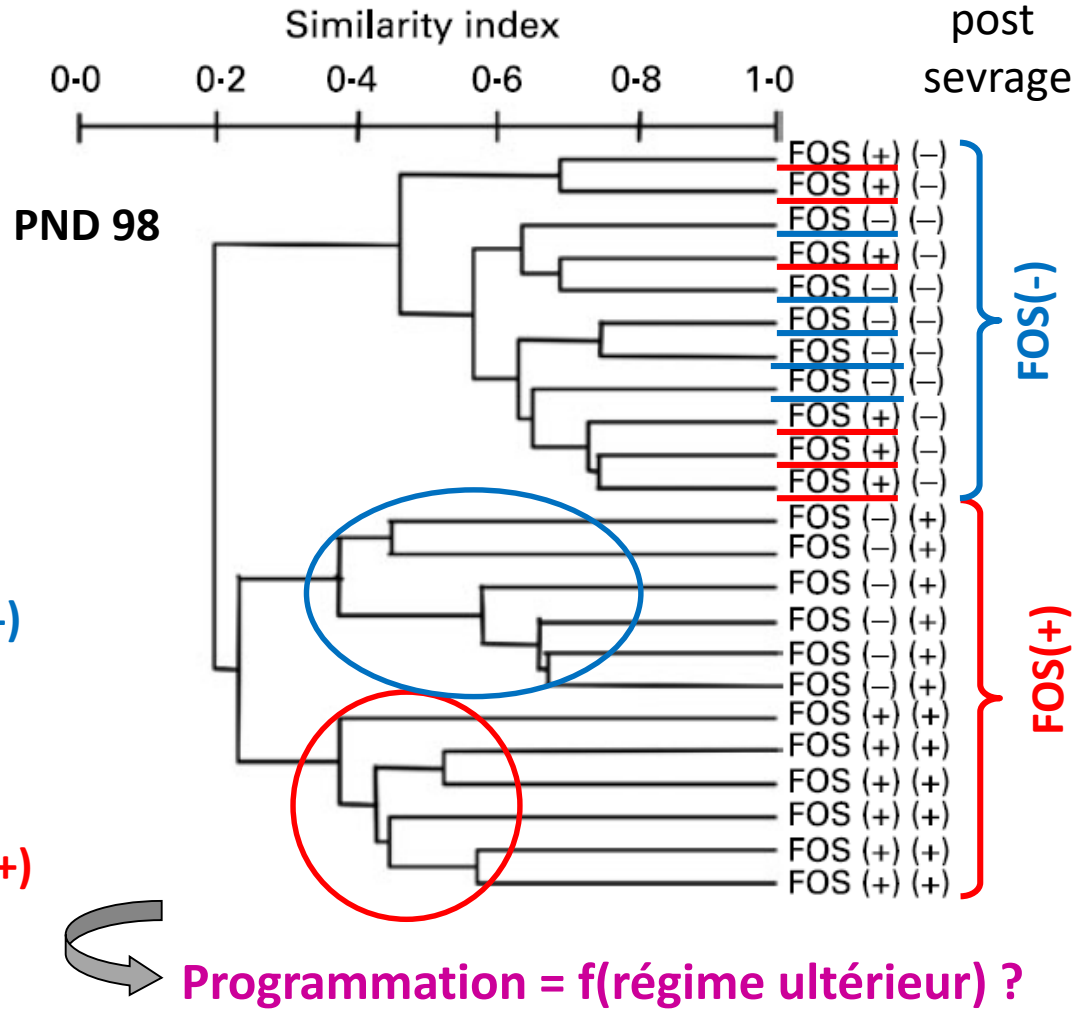 Similarity index
post
sevrage
0·0 0·2 0·4 0·6 0·8 1·0
PND 98
FOS (+) (−)
FOS (+) (−)
FOS (−) (−)
FOS (+) (−)
FOS (−) (−)
FOS (−) (−)
FOS (−) (−)
FOS (−) (−)
FOS (+) (−)
FOS (+) (−)
FOS (+) (−)
FOS(-)
FOS (−) (+)
FOS (−) (+)
FOS (−) (+)
FOS (−) (+)
FOS (−) (+)
FOS (−) (+)
FOS (+) (+)
FOS (+) (+)
FOS (+) (+)
FOS (+) (+)
FOS (+) (+)
FOS (+) (+)
FOS(+)
-)
+)
Programmation = f(régime ultérieur) ?